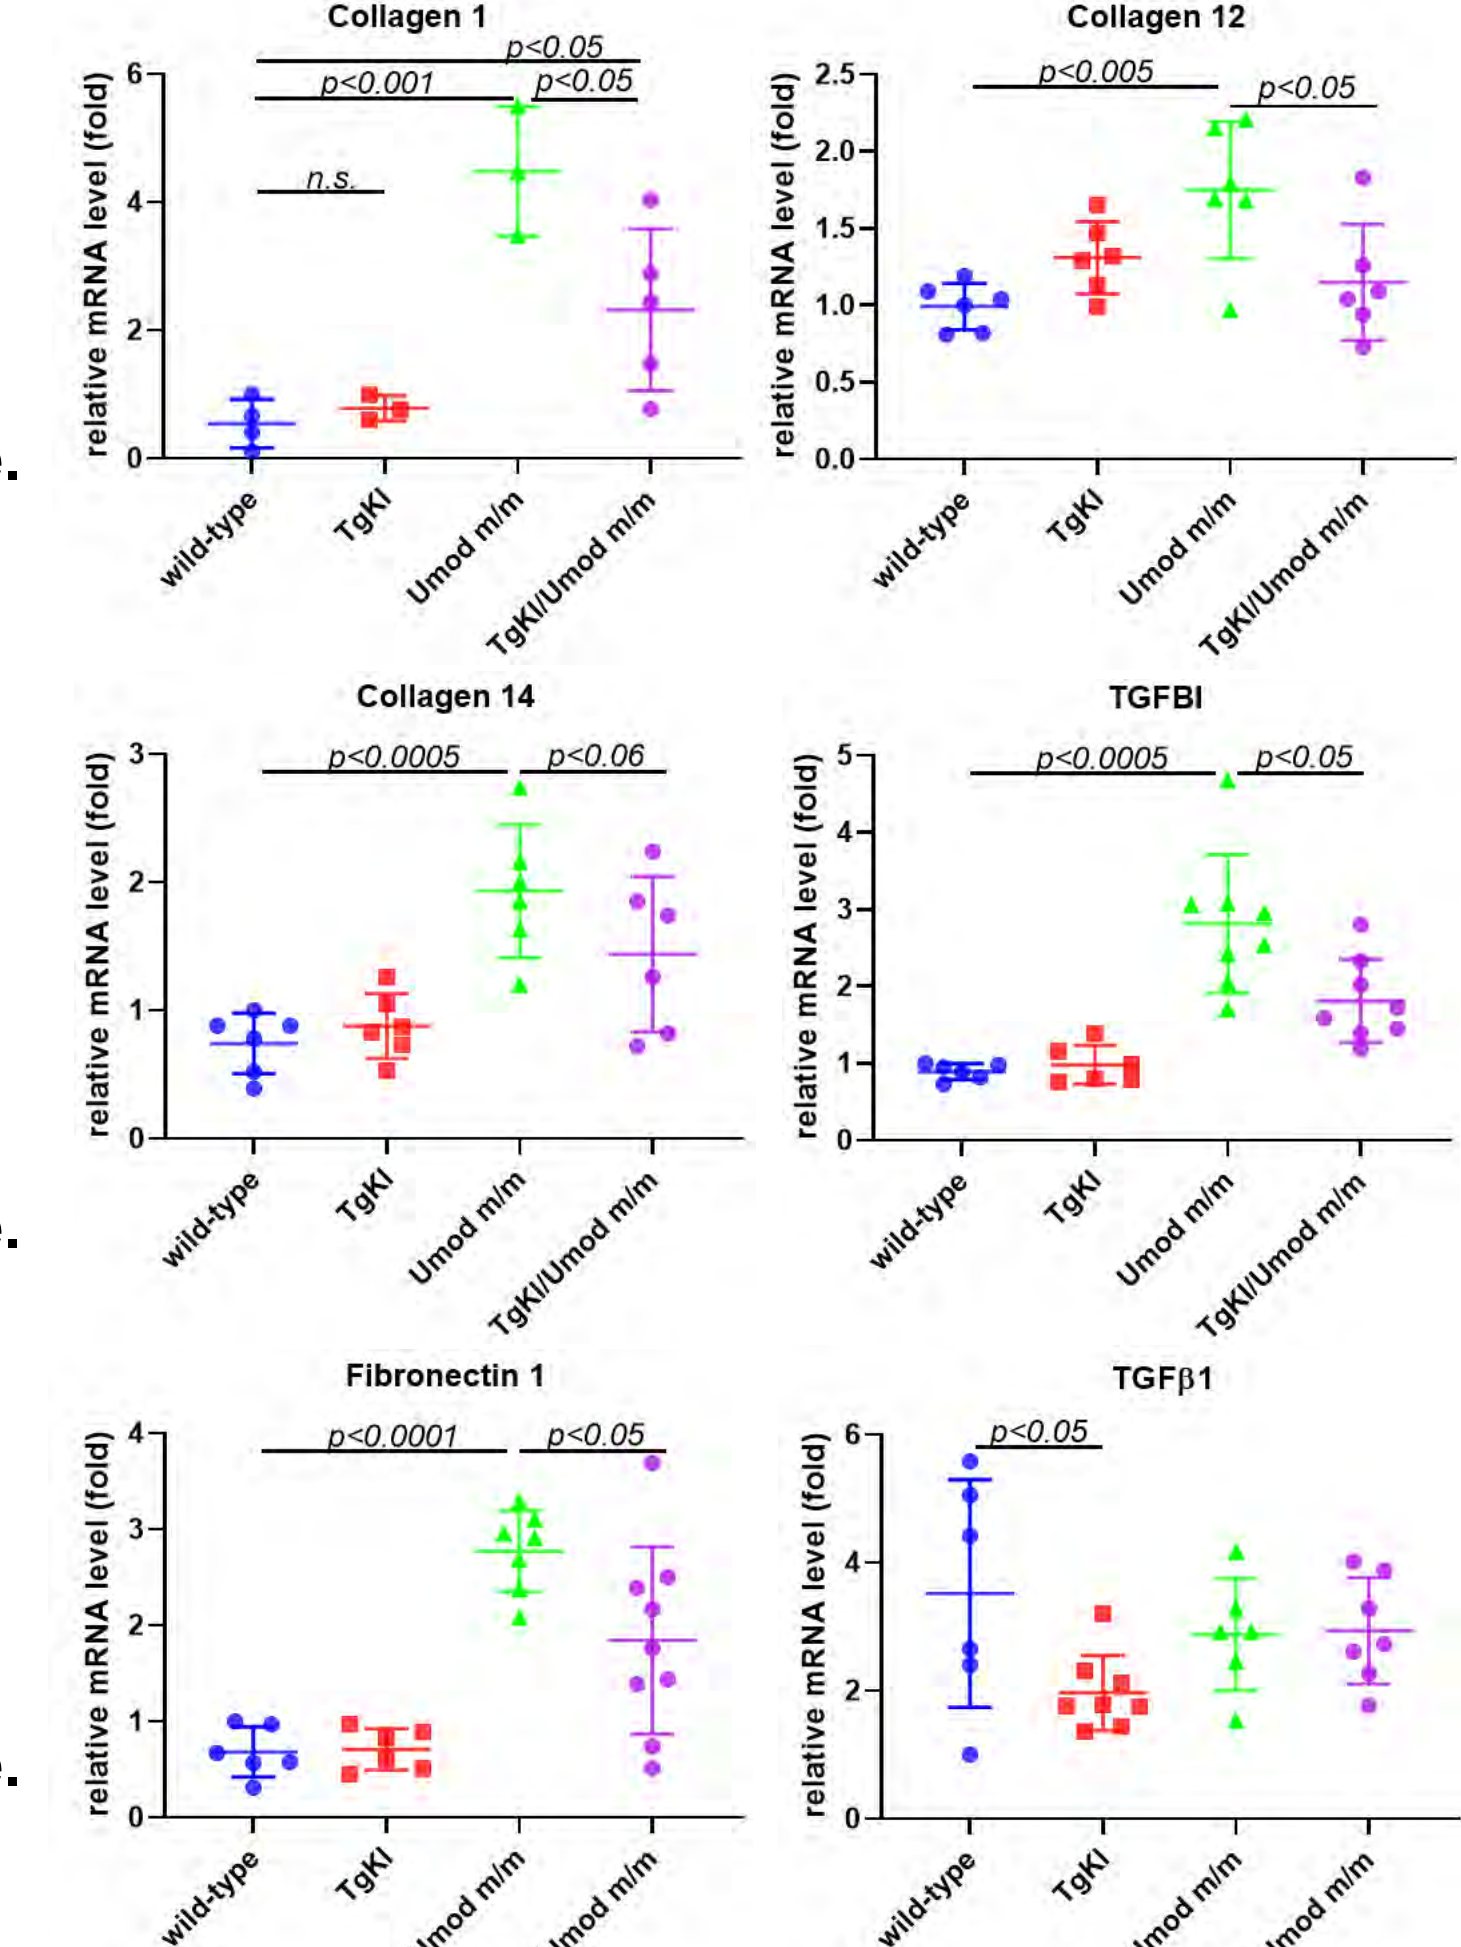 Collagen 1
p<0.05
p<0.001
p<0.05
n.s.
relative mRNA level (fold)
6
4
2
0
wild-type
TgKI
Umod m/m
TgKI/Umod m/m
Collagen 12
p<0.005
p<0.05
relative mRNA level (fold)
2.5
2.0
1.5
1.0
0.5
0.0
wild-type
TgKI
Umod m/m
TgKI/Umod m/m
e.
Collagen 14
p<0.0005
p<0.06
relative mRNA level (fold)
3
2
1
0
wild-type
TgKI
Umod m/m
TgKI/Umod m/m
TGFBI
p<0.0005
p<0.05
relative mRNA level (fold)
5
4
3
2
1
0
wild-type
TgKI
Umod m/m
TgKI/Umod m/m
e.
Fibronectin 1
p<0.0001
p<0.05
relative mRNA level (fold)
4
3
2
1
0
wild-type
TgKI
Umod m/m
Umod m/m
TGFβ1
p<0.05
relative mRNA level (fold)
6
4
2
0
wild-type
TgKI
Umod m/m
Umod m/m
e.